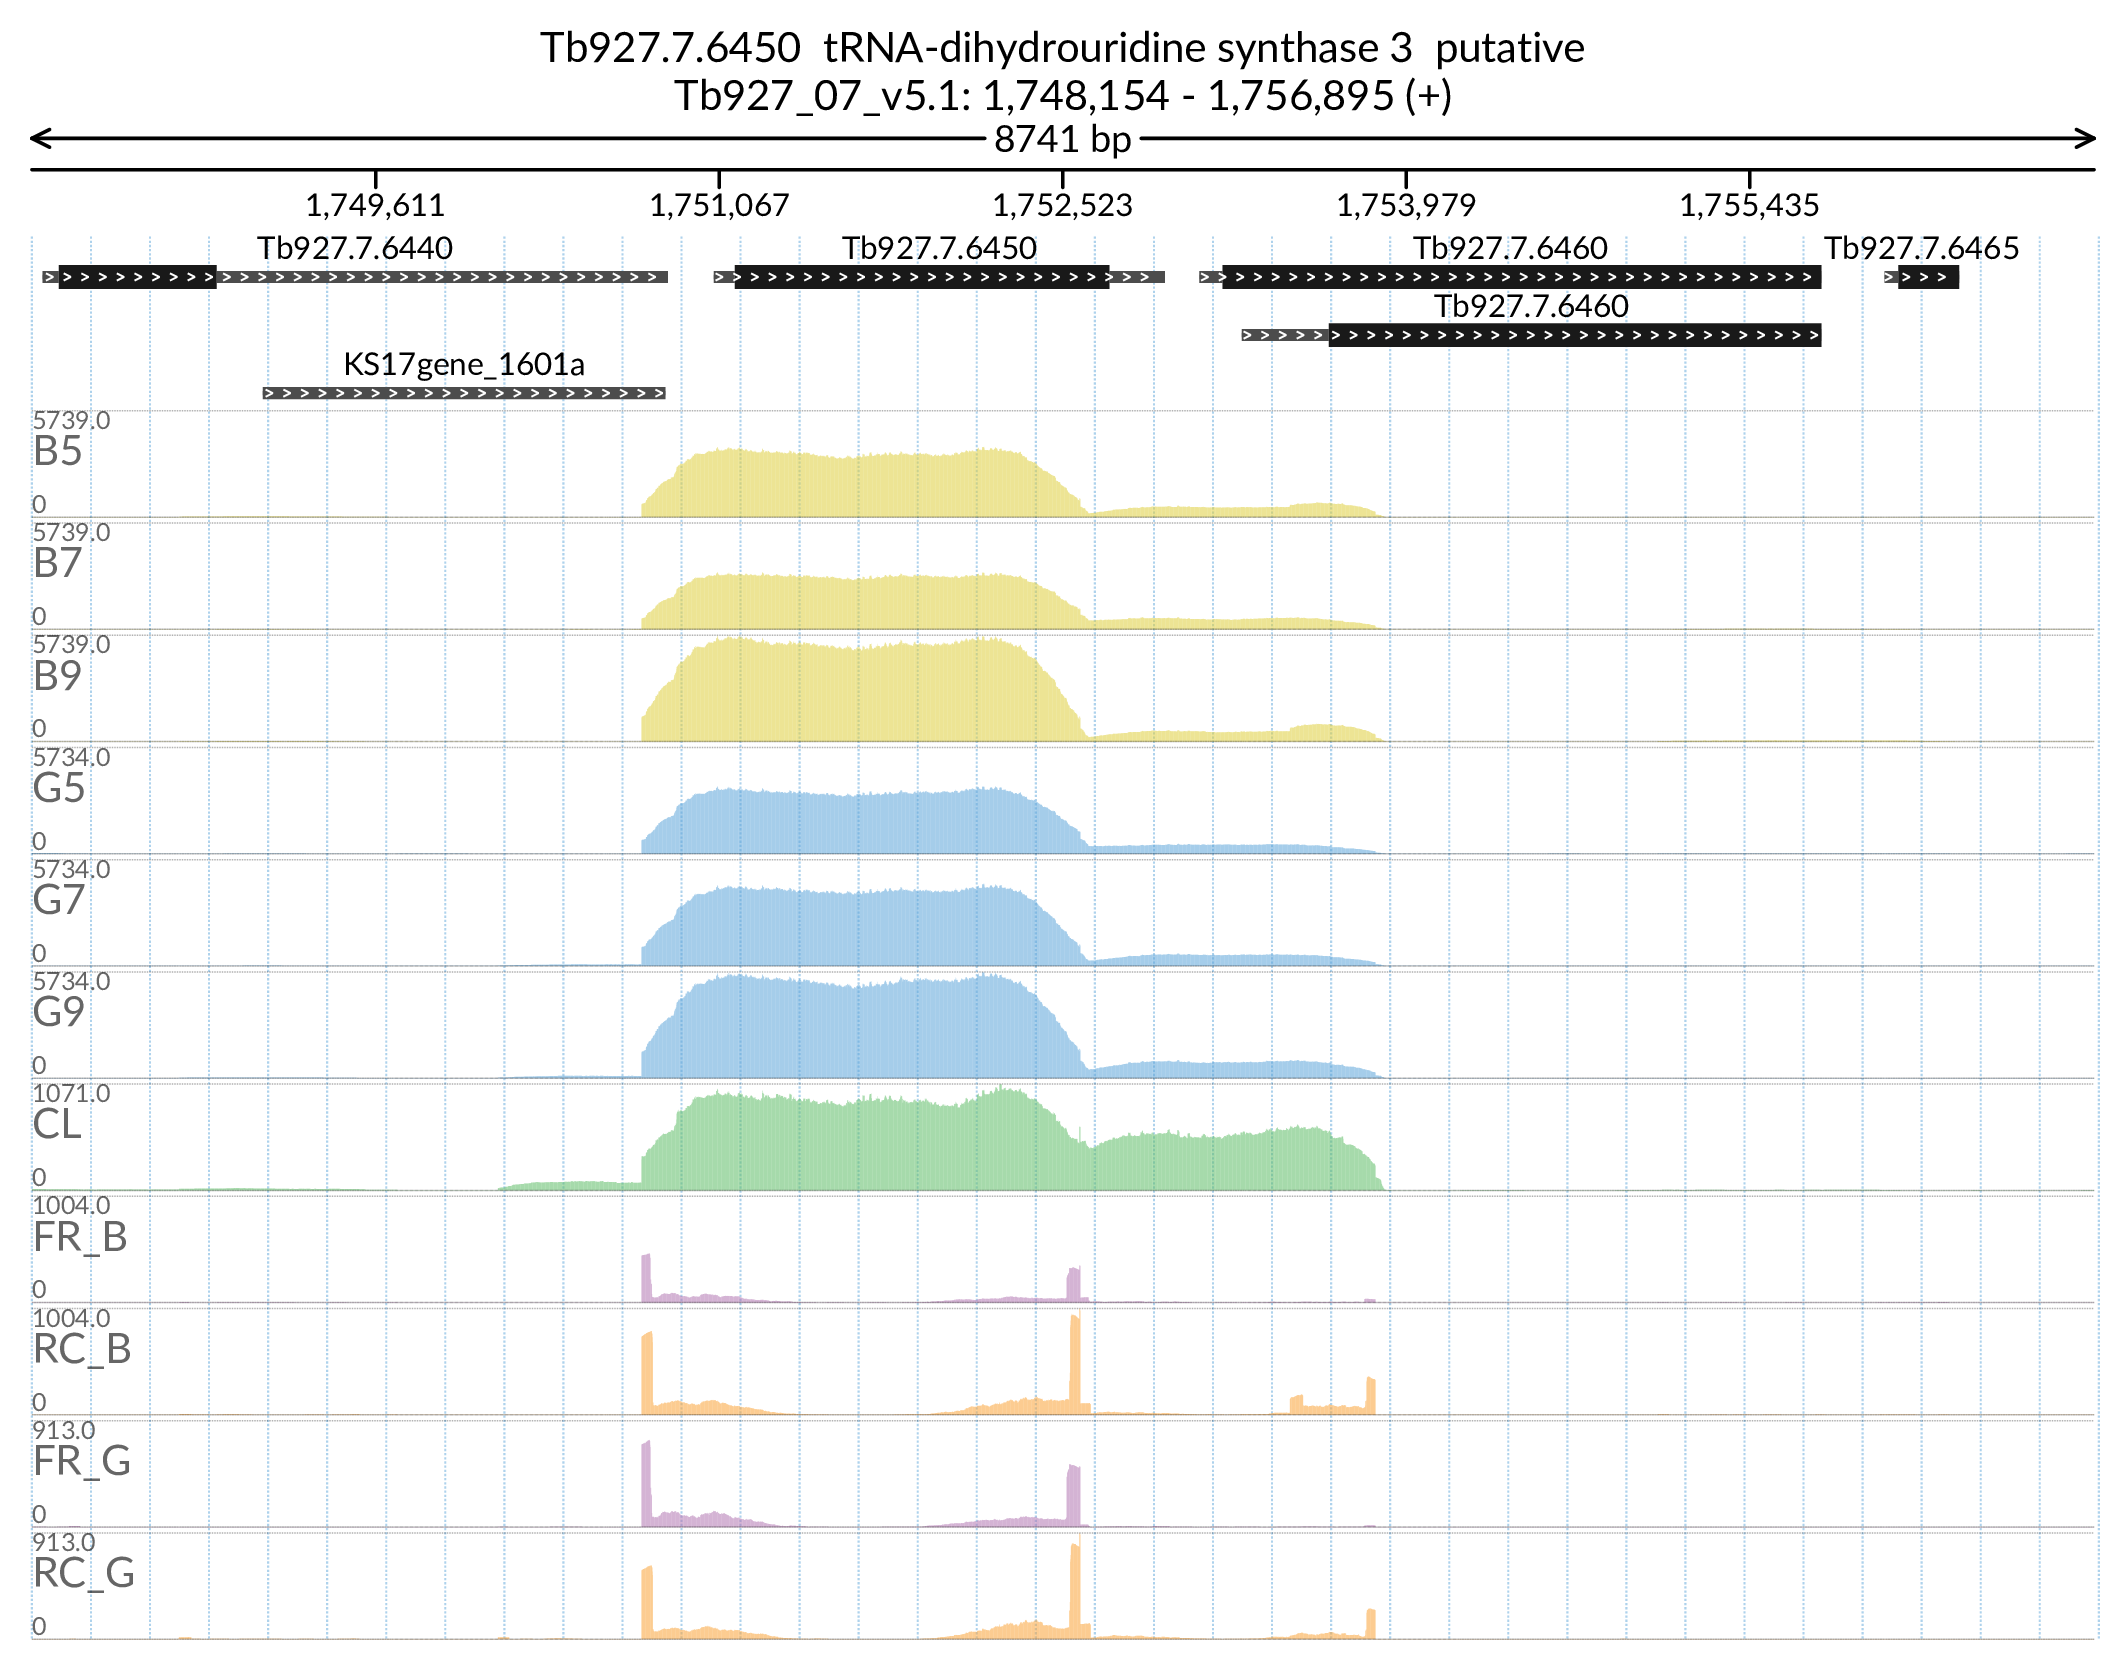 Tb927.7.6450  tRNA-dihydrouridine synthase 3  putative
Tb927_07_v5.1: 1,748,154 - 1,756,895 (+)
8741 bp
1,749,611 1,751,067 1,752,523 1,753,979 1,755,435
Tb927.7.6440 Tb927.7.6450 Tb927.7.6460 Tb927.7.6465
Tb927.7.6460
KS17gene_1601a
5739.0
B5
0
5739.0
B7
0
5739.0
B9
0
5734.0
G5
0
5734.0
G7
0
5734.0
G9
0
1071.0
CL
0
1004.0
FR_B
0
1004.0
RC_B
0
913.0
FR_G
0
913.0
RC_G
0